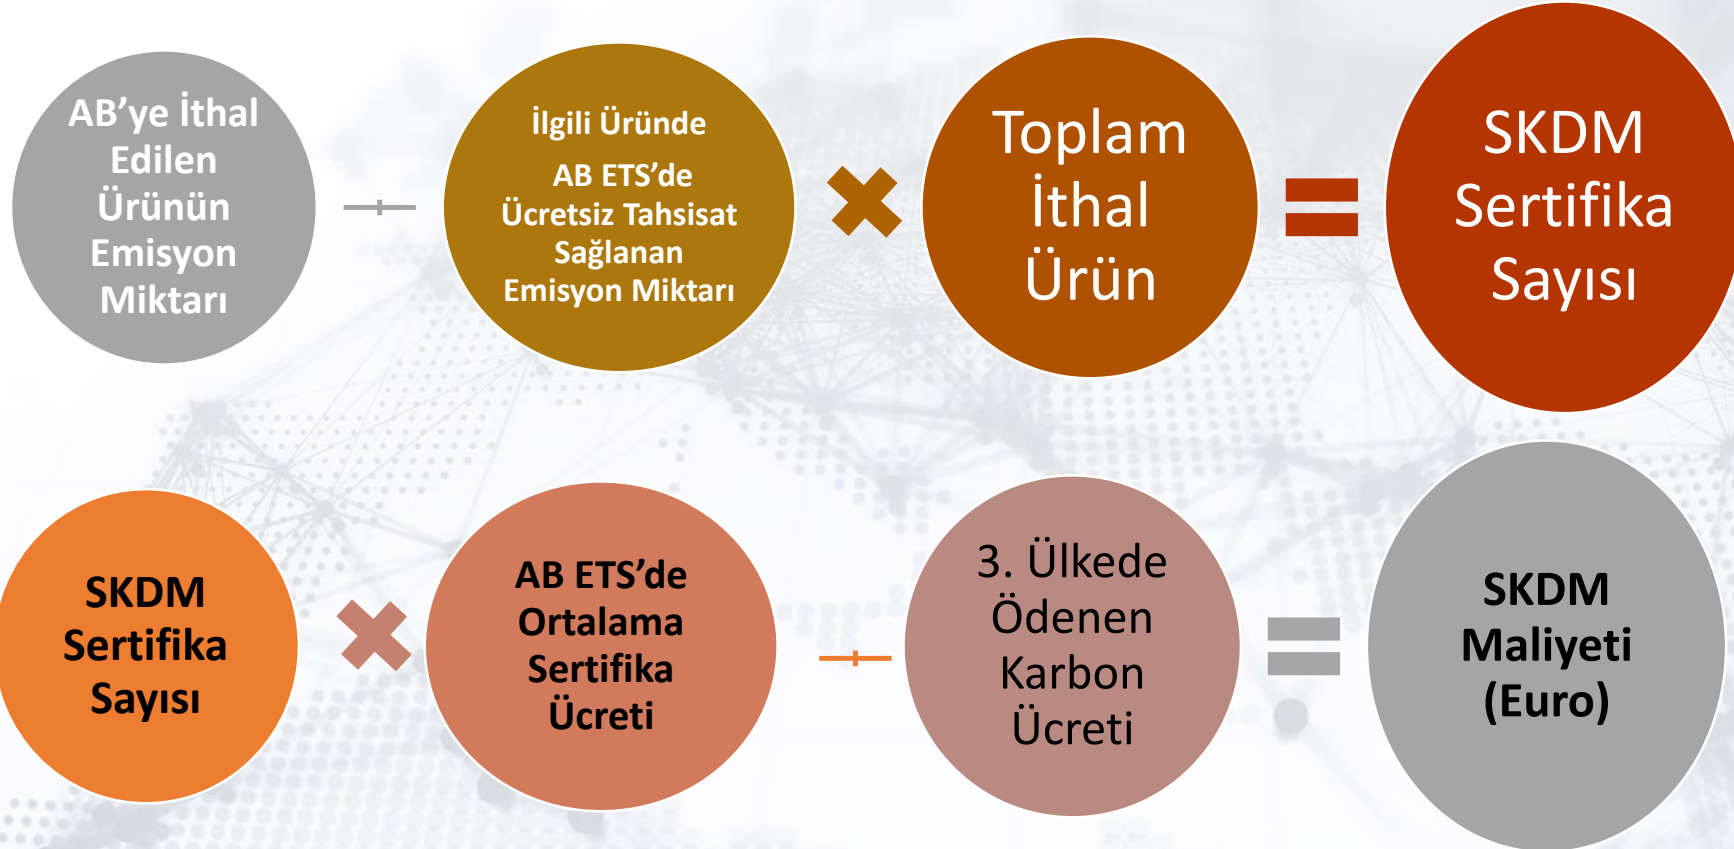 AB’ye İthal
Edilen
Ürünün
Emisyon
Miktarı
İlgili Üründe
AB ETS’de
Ücretsiz Tahsisat
Sağlanan
Emisyon Miktarı
Toplam
İthal
Ürün
SKDM
Sertifika
Sayısı
SKDM
Sertifika
Sayısı
AB ETS’de
Ortalama
Sertifika
Ücreti
3. Ülkede
Ödenen
Karbon
Ücreti
SKDM
Maliyeti
(Euro)